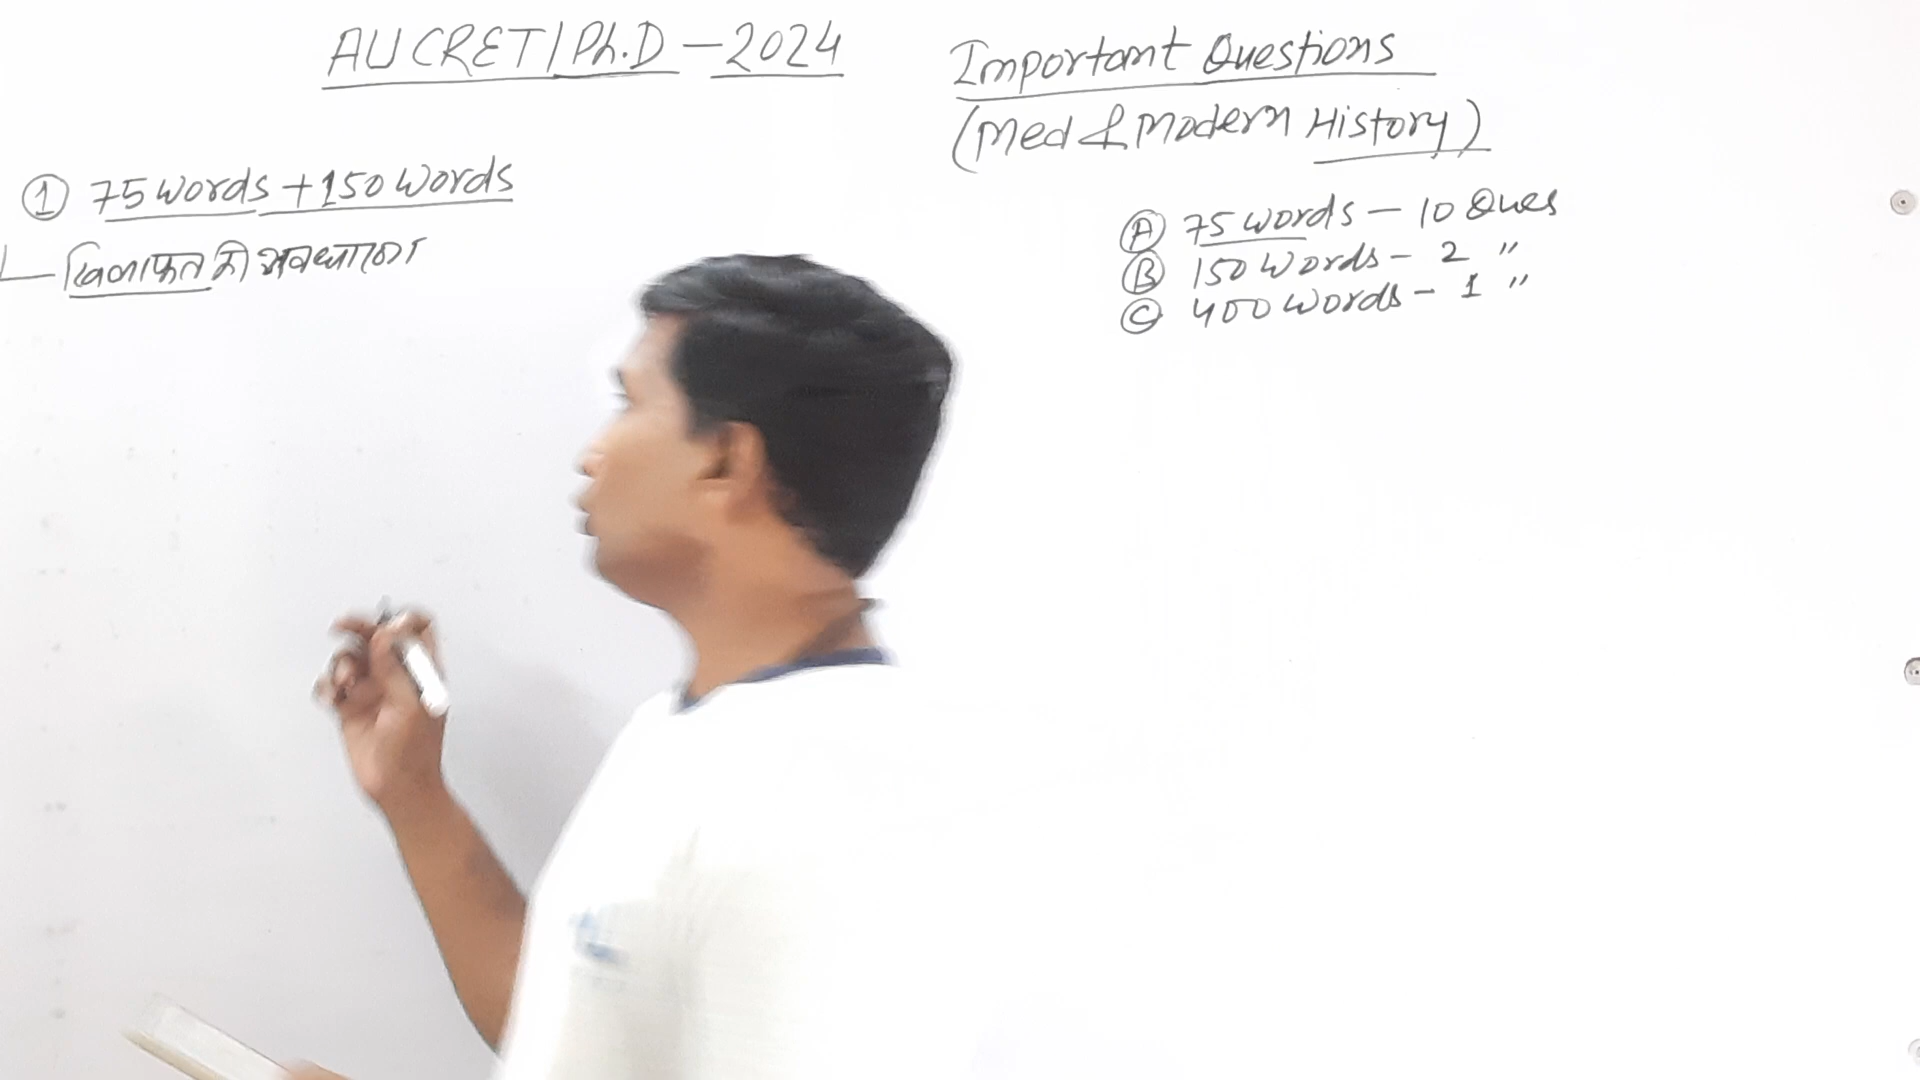 AU CRET/Ph.D - 2024
Important Questions
(Med & Modern History)
① 75 words + 150 words
खिलाफत की अवधारणा
Ⓐ 75 words - 10 Ques
Ⓑ 150 words - 2 "
Ⓒ 400 words - 1 "